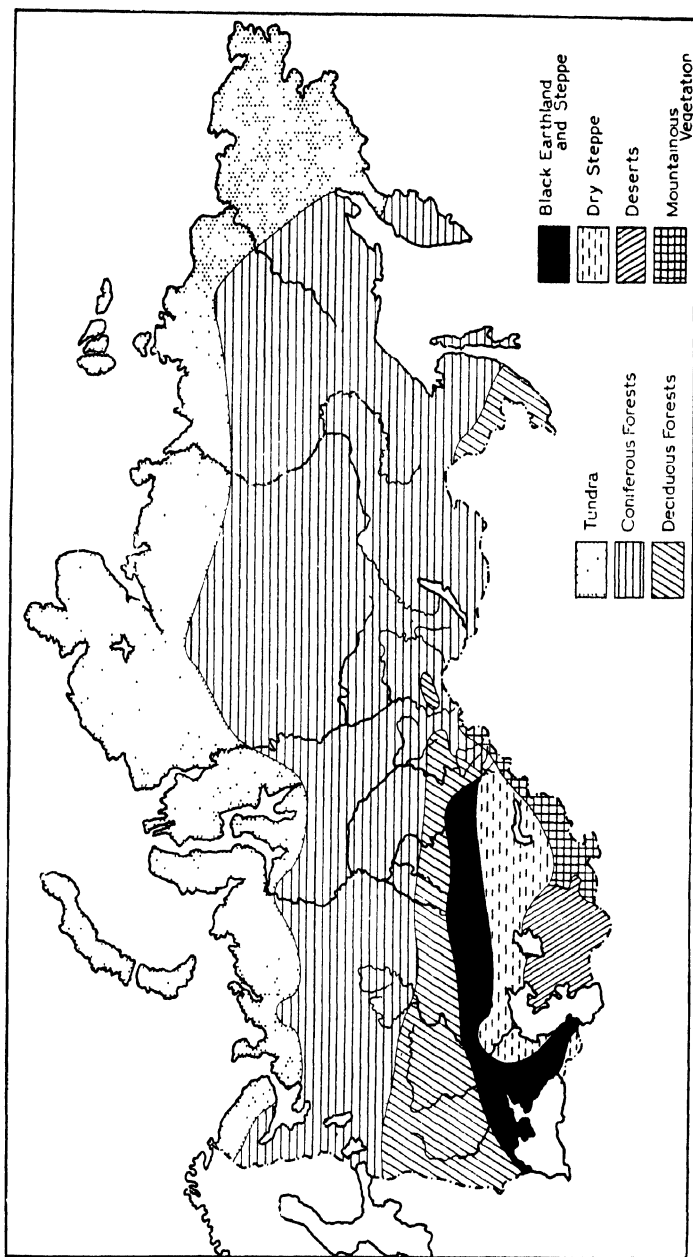 Tundra
Coniferous Forests
Deciduous Forests
Black Earthland
and Steppe
Dry Steppe
Deserts
Mountainous
Vegetation